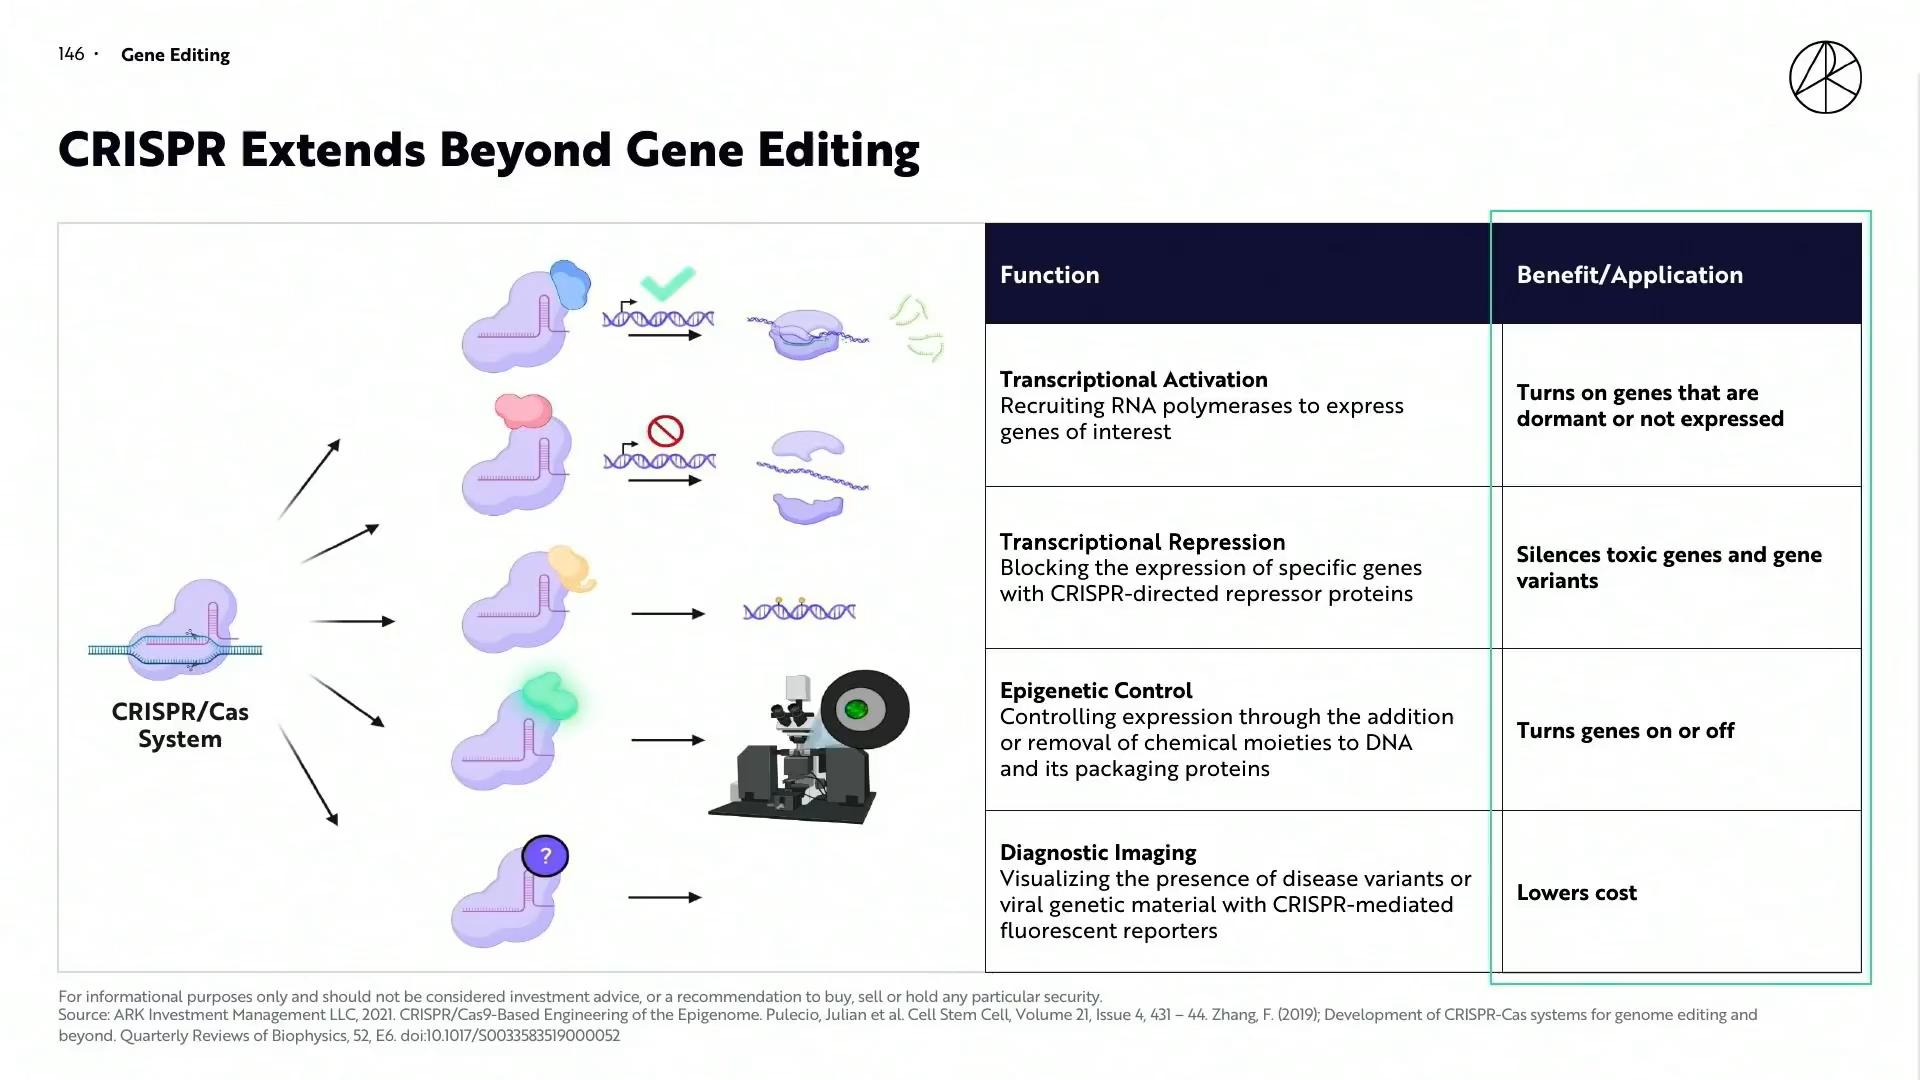 146 · Gene Editing
CRISPR Extends Beyond Gene Editing
CRISPR/Cas
System
?
Function
Benefit/Application
Transcriptional Activation
Recruiting RNA polymerases to express
genes of interest
Turns on genes that are
dormant or not expressed
Transcriptional Repression
Blocking the expression of specific genes
with CRISPR-directed repressor proteins
Silences toxic genes and gene
variants
Epigenetic Control
Controlling expression through the addition
or removal of chemical moieties to DNA
and its packaging proteins
Turns genes on or off
Diagnostic Imaging
Visualizing the presence of disease variants or
viral genetic material with CRISPR-mediated
fluorescent reporters
Lowers cost
For informational purposes only and should not be considered investment advice, or a recommendation to buy, sell or hold any particular security.
Source: ARK Investment Management LLC, 2021. CRISPR/Cas9-Based Engineering of the Epigenome. Pulecio, Julian et al. Cell Stem Cell, Volume 21, Issue 4, 431 – 44. Zhang, F. (2019); Development of CRISPR-Cas systems for genome editing and
beyond. Quarterly Reviews of Biophysics, 52, E6. doi:10.1017/S0033583519000052